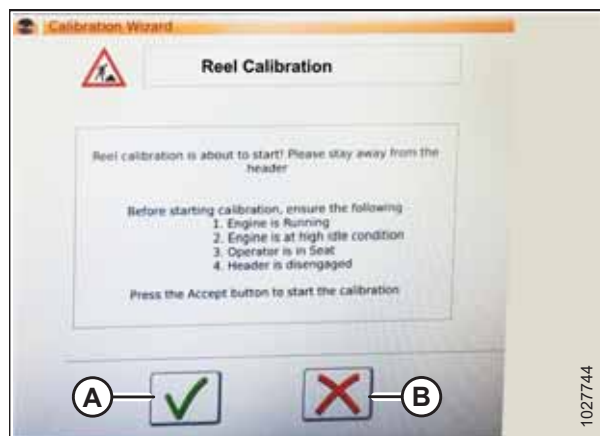 Calibration Wizard
Reel Calibration
Reel calibration is about to start! Please stay away from the
header
Before starting calibration, ensure the following
1. Engine is Running
2. Engine is at high idle condition
3. Operator is in Seat
4. Header is disengaged
Press the Accept button to start the calibration
A
B
1027744